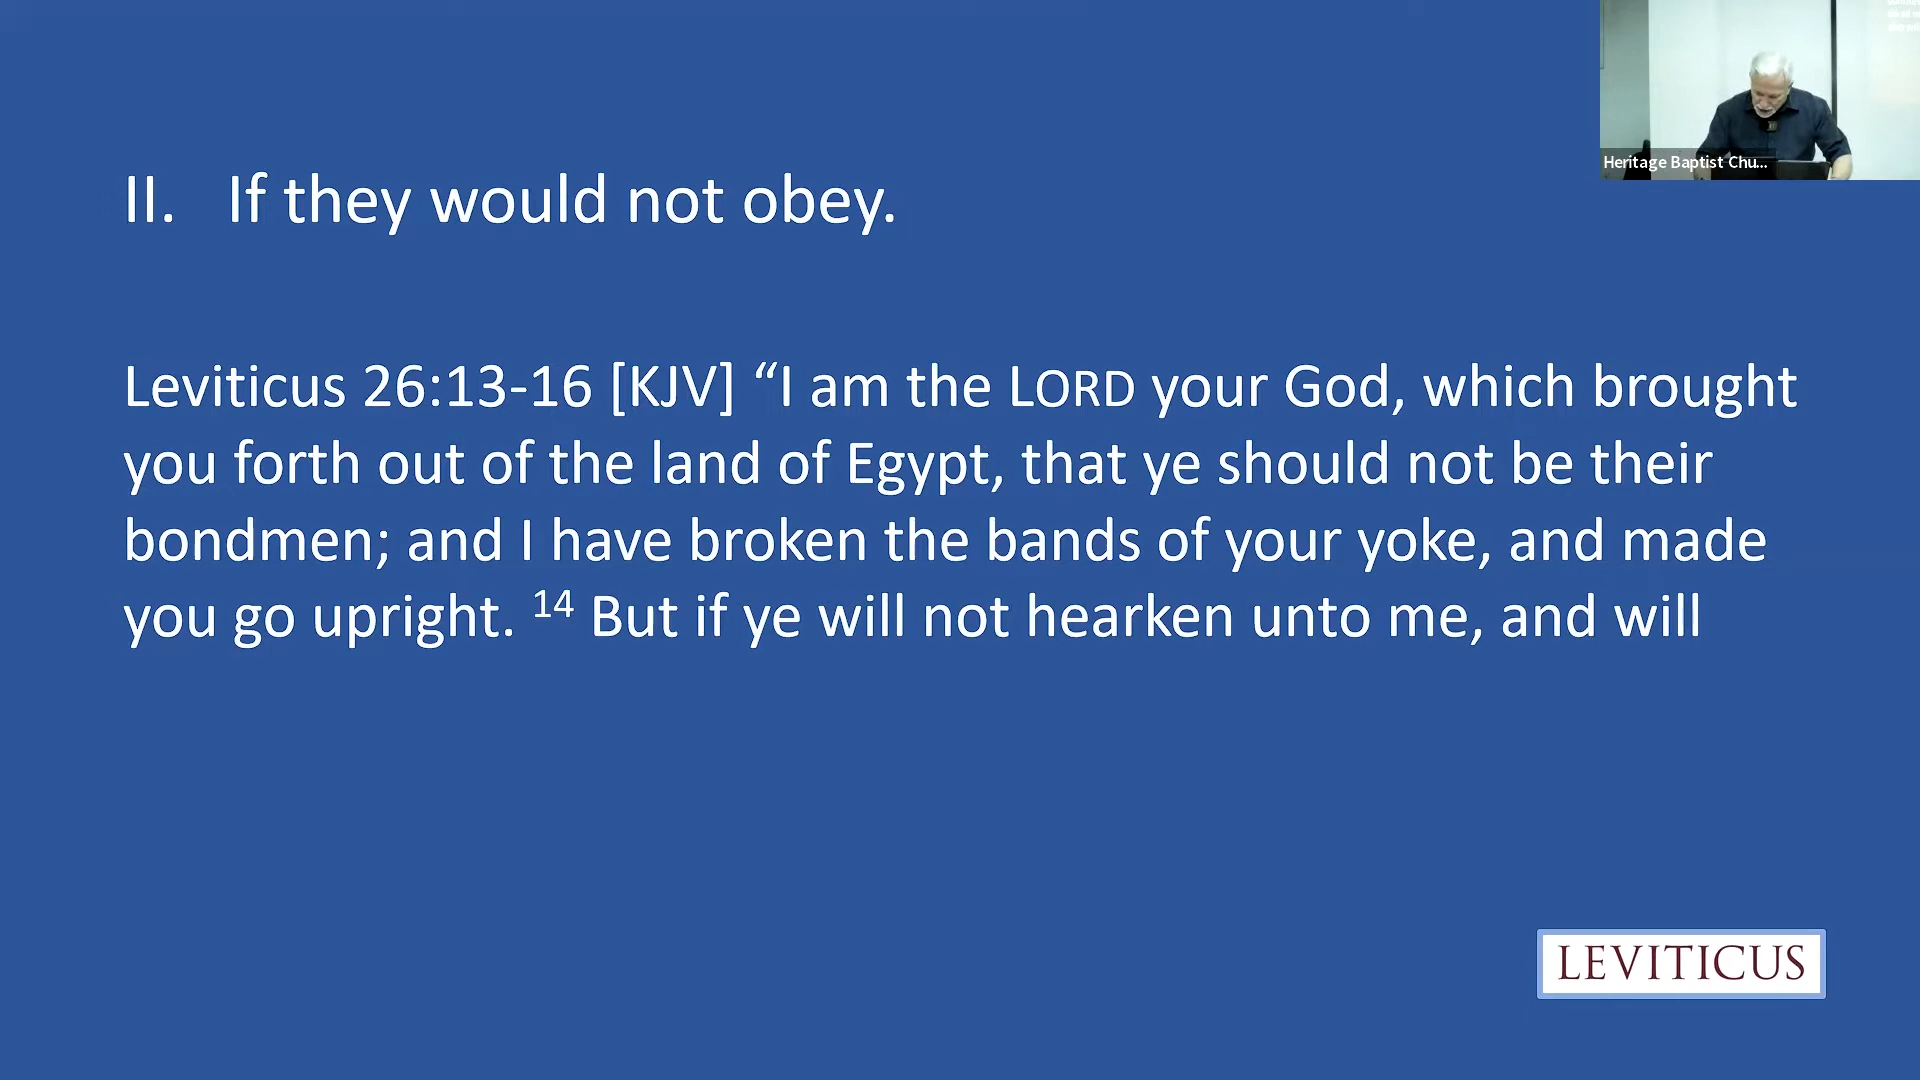 Heritage Baptist Chu...
II. If they would not obey.
Leviticus 26:13-16 [KJV] “I am the LORD your God, which brought
you forth out of the land of Egypt, that ye should not be their
bondmen; and I have broken the bands of your yoke, and made
you go upright. 14 But if ye will not hearken unto me, and will
LEVITICUS